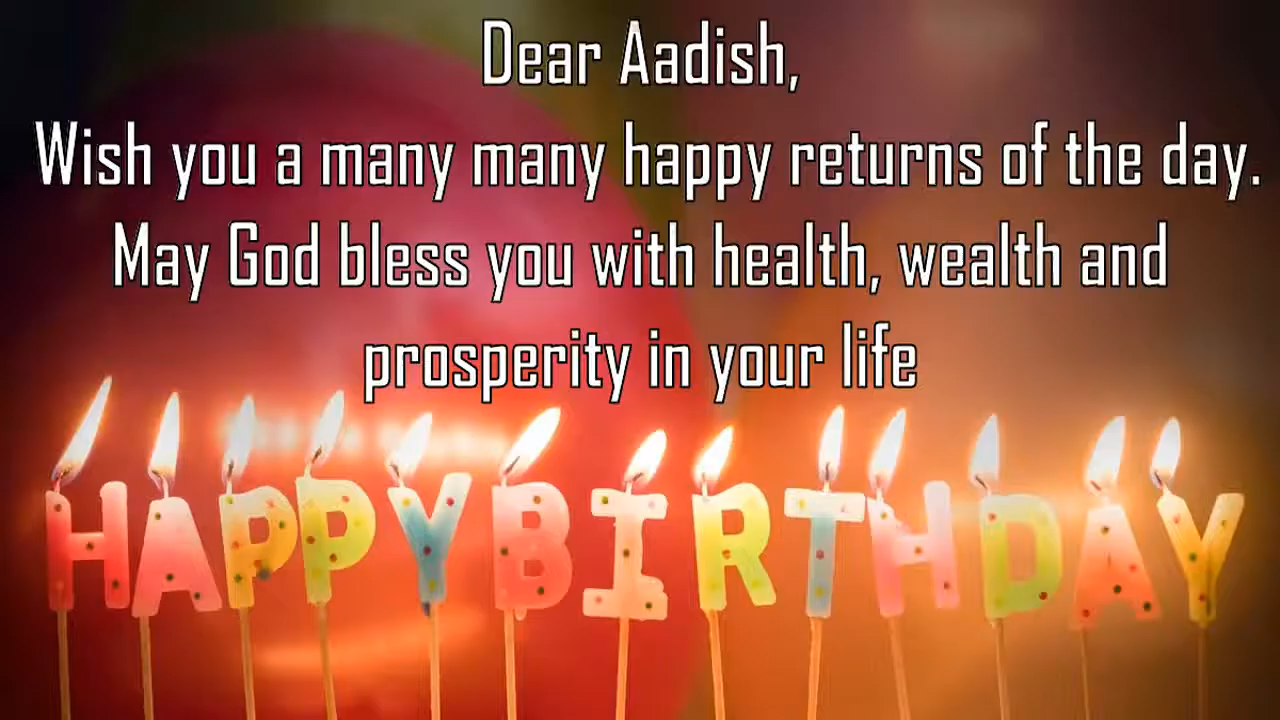 Dear Aadish,
Wish you a many many happy returns of the day.
May God bless you with health, wealth and
prosperity in your life
HAPPYBIRTHDAY